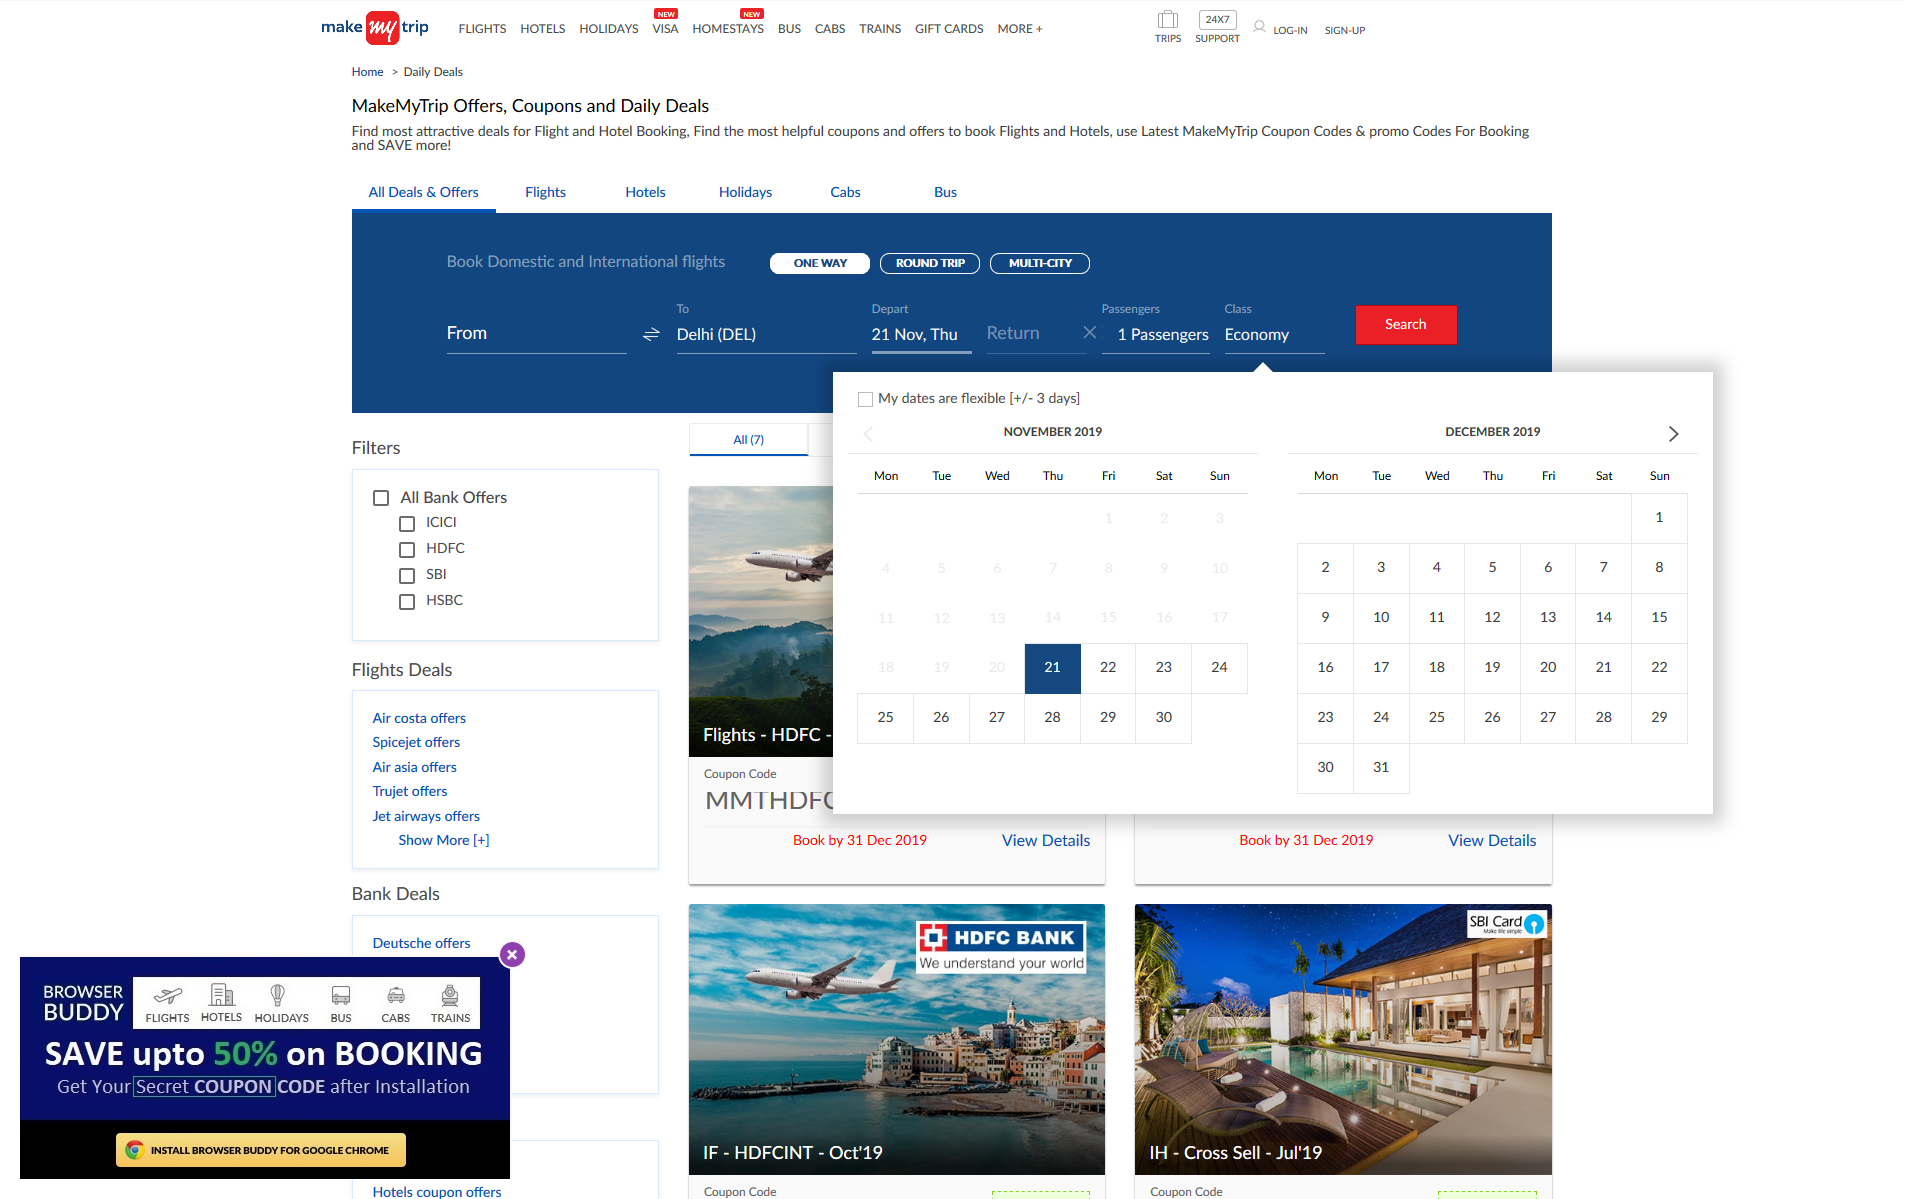 make my trip
FLIGHTS HOTELS HOLIDAYS NEW VISA NEW HOMESTAYS BUS CABS TRAINS GIFT CARDS MORE +
TRIPS 24X7 SUPPORT LOG-IN SIGN-UP
Home > Daily Deals
MakeMyTrip Offers, Coupons and Daily Deals
Find most attractive deals for Flight and Hotel Booking, Find the most helpful coupons and offers to book Flights and Hotels, use Latest MakeMyTrip Coupon Codes & promo Codes For Booking
and SAVE more!
All Deals & Offers Flights Hotels Holidays Cabs Bus
Book Domestic and International flights ONE WAY ROUND TRIP MULTI-CITY
To Depart Passengers Class
From Delhi (DEL) 21 Nov, Thu Return 1 Passengers Economy Search
My dates are flexible [+/- 3 days]
NOVEMBER 2019
Mon Tue Wed Thu Fri Sat Sun
1 2 3
4 5 6 7 8 9 10
11 12 13 14 15 16 17
18 19 20 21 22 23 24
25 26 27 28 29 30
DECEMBER 2019
Mon Tue Wed Thu Fri Sat Sun
1
2 3 4 5 6 7 8
9 10 11 12 13 14 15
16 17 18 19 20 21 22
23 24 25 26 27 28 29
30 31
Filters
All Bank Offers
ICICI
HDFC
SBI
HSBC
Flights Deals
Air costa offers
Spicejet offers
Air asia offers
Trujet offers
Jet airways offers
Show More [+]
Bank Deals
Deutsche offers
Hotels coupon offers
All (7)
Flights - HDFC -
Coupon Code
MMTHDFC
Book by 31 Dec 2019 View Details
Book by 31 Dec 2019 View Details
HDFC BANK
We understand your world
IF - HDFCINT - Oct'19
Coupon Code
SBI Card
Make life simple
IH - Cross Sell - Jul'19
Coupon Code
BROWSER
BUDDY
FLIGHTS HOTELS HOLIDAYS BUS CABS TRAINS
SAVE upto 50% on BOOKING
Get Your Secret COUPON CODE after Installation
INSTALL BROWSER BUDDY FOR GOOGLE CHROME